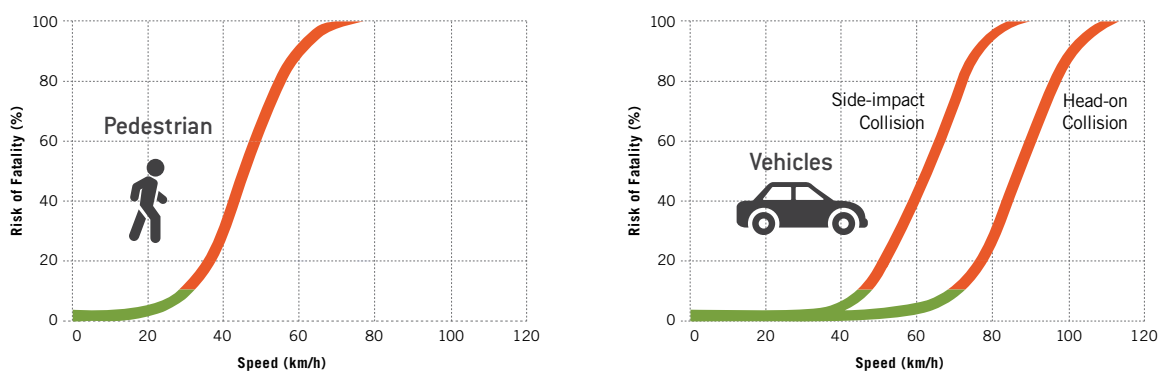 100
80
60
40
20
0
Risk of Fatality (%)
Pedestrian
0 20 40 60 80 100 120
Speed (km/h)
100
80
60
40
20
0
Risk of Fatality (%)
Side-impact
Collision
Head-on
Collision
Vehicles
0 20 40 60 80 100 120
Speed (km/h)